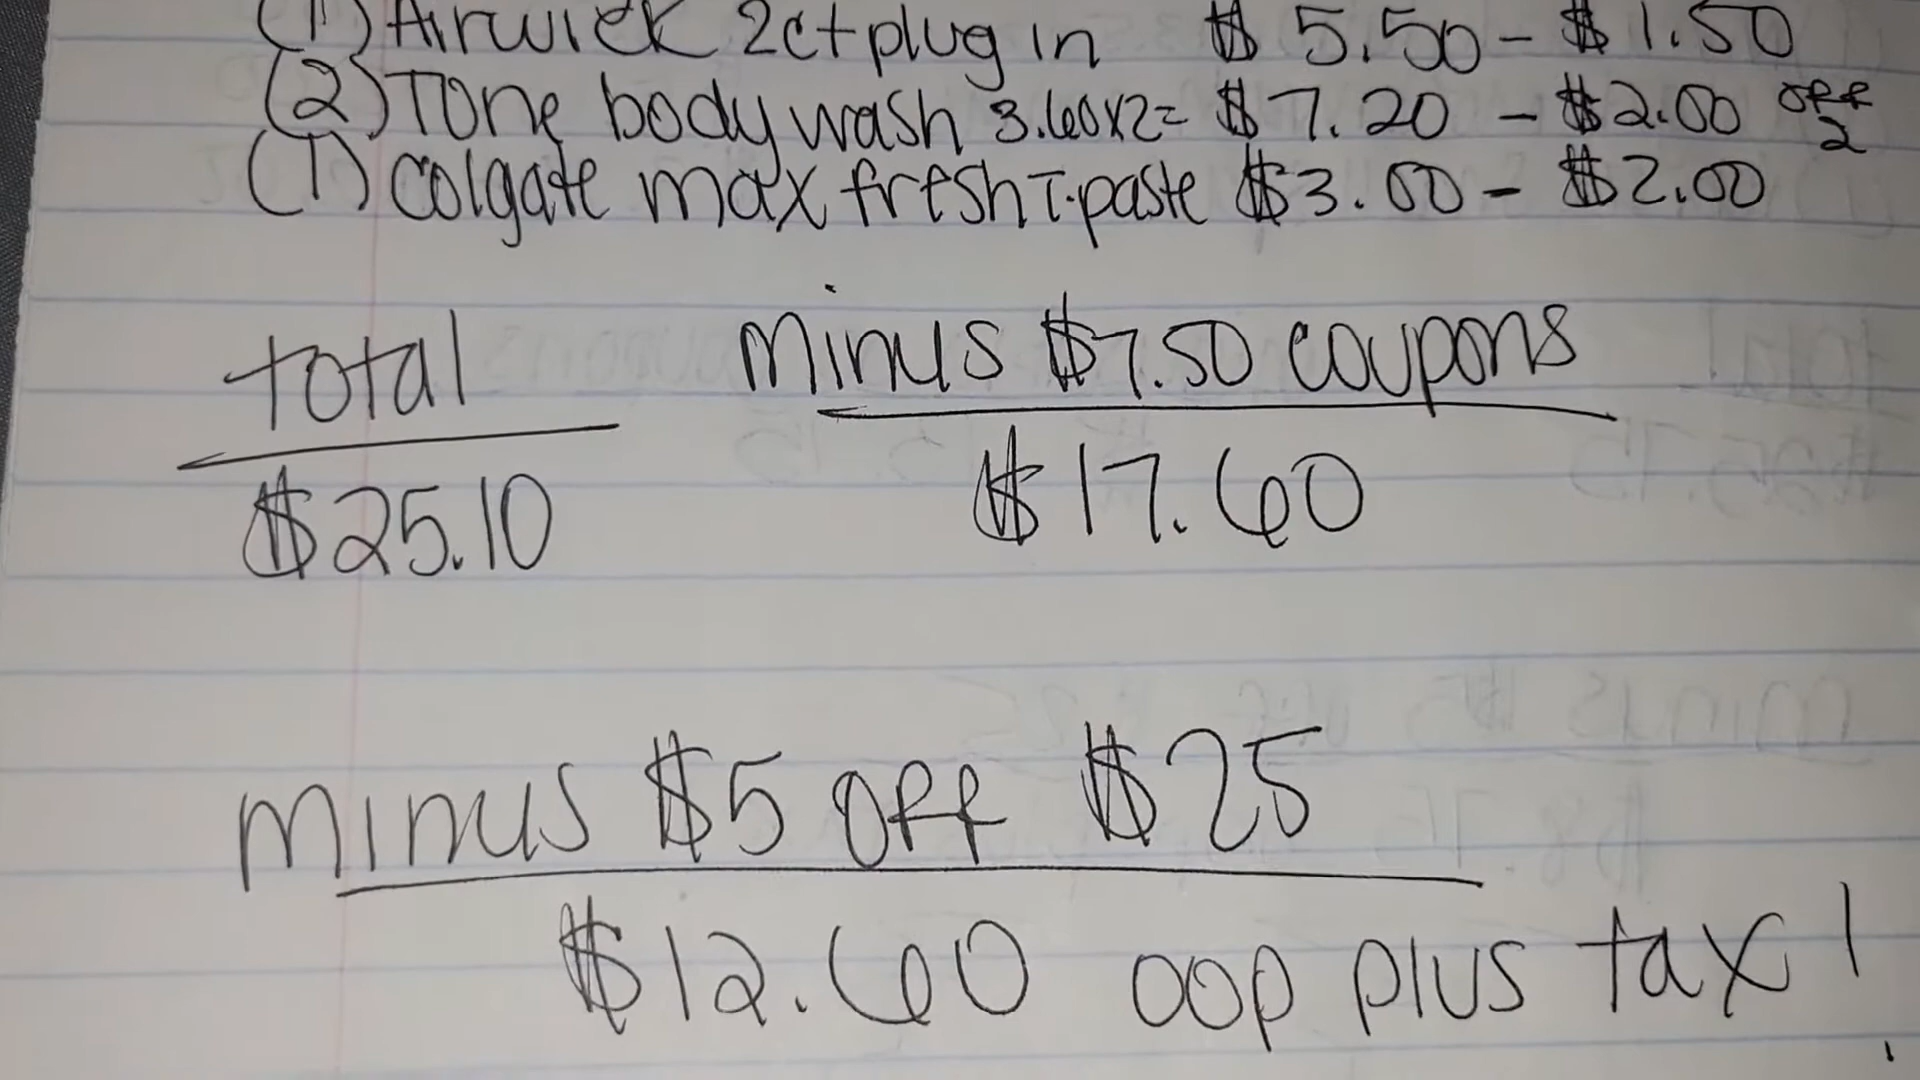 (1) Airwick 2ct plug in $5.50 - $1.50
(2) Tone body wash 3.60x2= $7.20 - $2.00 off 2
(1) Colgate max fresh T.paste $3.00 - $2.00
total minus $7.50 coupons
$25.10 $17.60
minus $5 off $25
$12.60 oop plus tax!